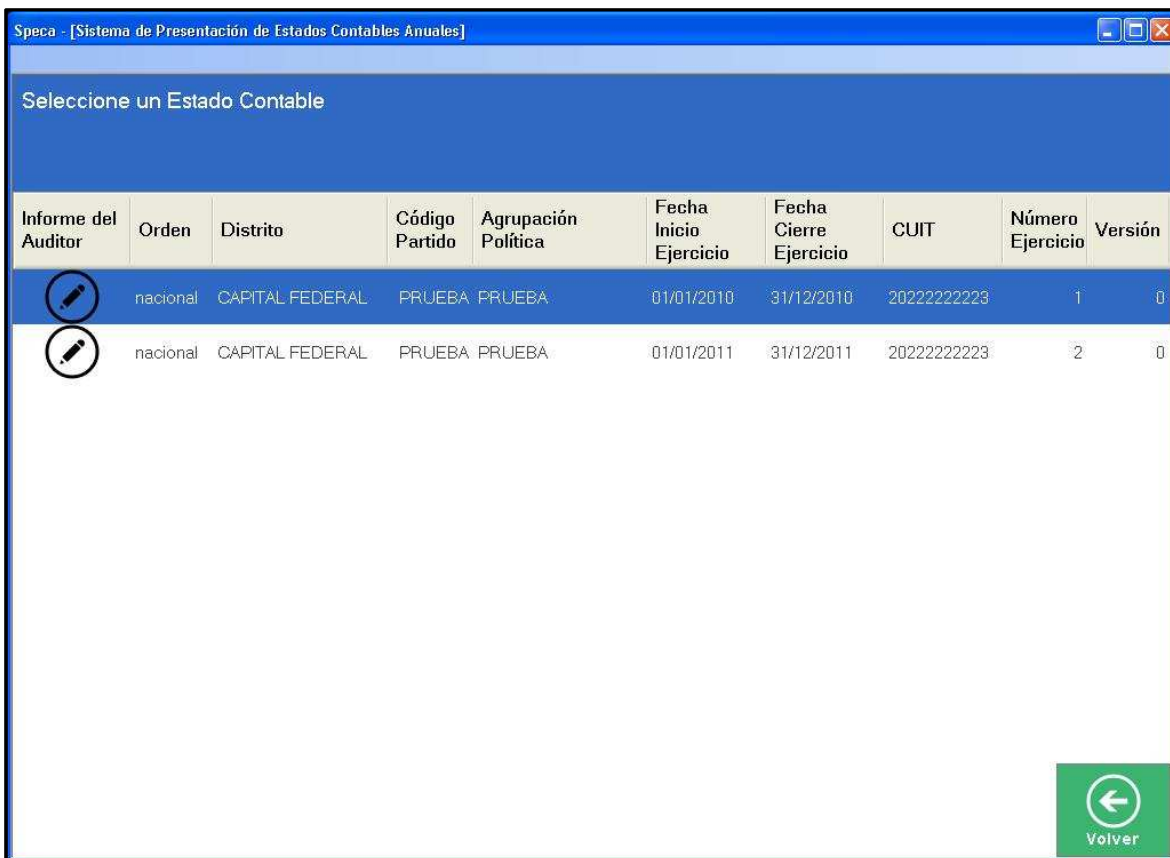 Speca - [Sistema de Presentación de Estados Contables Anuales]
Seleccione un Estado Contable
Informe del Auditor Orden Distrito Código Partido Agrupación Política Fecha Inicio Ejercicio Fecha Cierre Ejercicio CUIT Número Ejercicio Versión
nacional CAPITAL FEDERAL PRUEBA PRUEBA 01/01/2010 31/12/2010 20222222223 1 0
nacional CAPITAL FEDERAL PRUEBA PRUEBA 01/01/2011 31/12/2011 20222222223 2 0
Volver